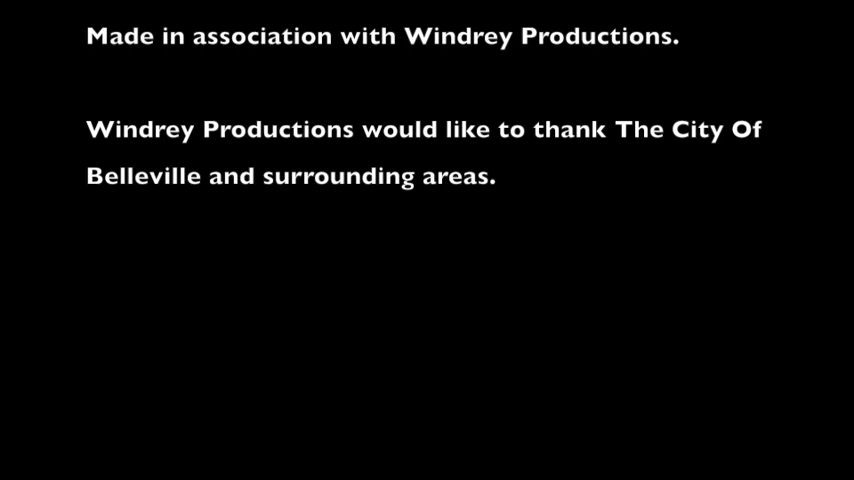 Made in association with Windrey Productions.
Windrey Productions would like to thank The City Of
Belleville and surrounding areas.